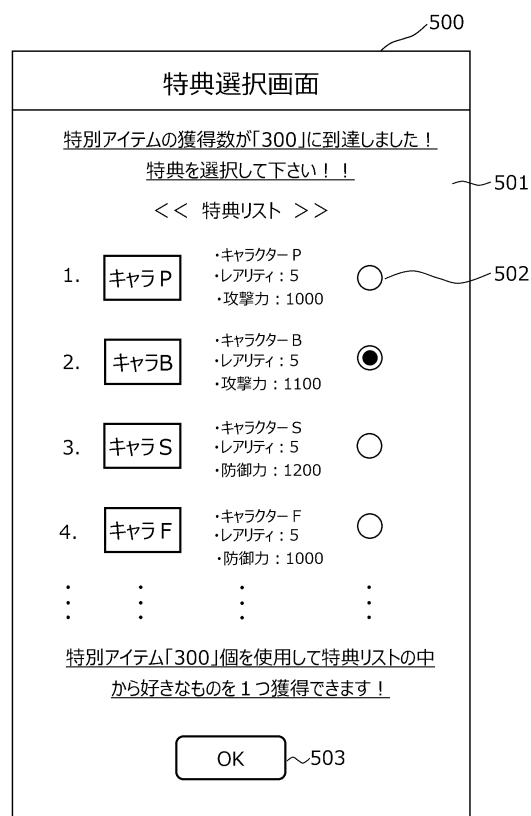 500
特典選択画面
特別アイテムの獲得数が「300」に到達しました！
特典を選択して下さい！！
501
＜＜ 特典リスト ＞＞
1. キャラP ・キャラクターP
・レアリティ：5
・攻撃力：1000
502
2. キャラB ・キャラクターB
・レアリティ：5
・攻撃力：1100
3. キャラS ・キャラクターS
・レアリティ：5
・防御力：1200
4. キャラF ・キャラクターF
・レアリティ：5
・防御力：1000
特別アイテム「300」個を使用して特典リストの中
から好きなものを１つ獲得できます！
OK 503